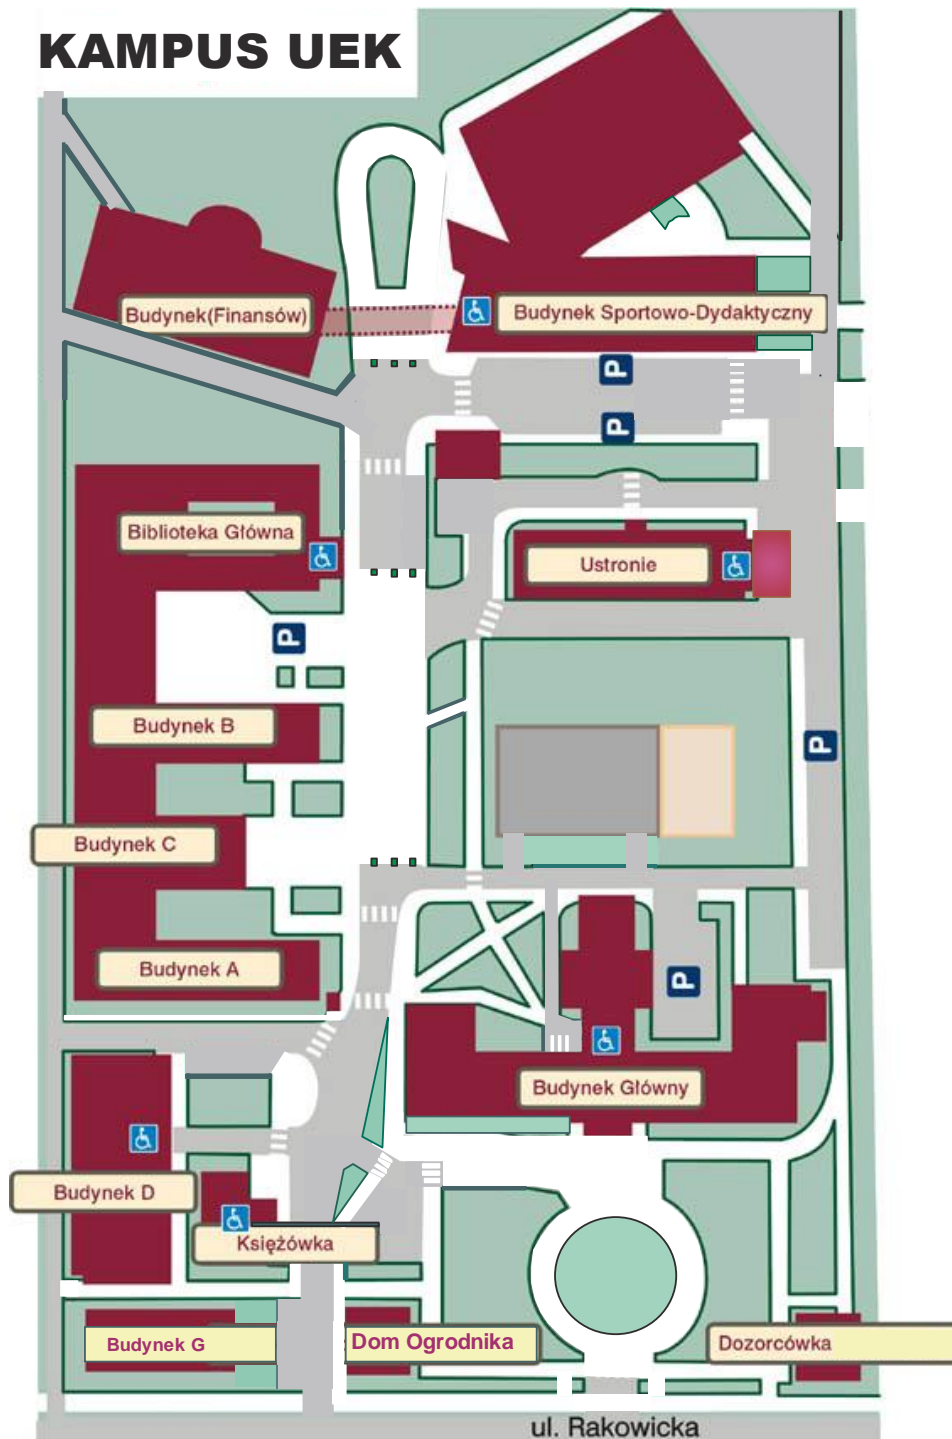 KAMPUS UEK
Budynek(Finansów)
Budynek Sportowo-Dydaktyczny
P
P
Biblioteka Główna
Ustronie
P
Budynek B
P
Budynek C
Budynek A
P
Budynek Główny
Budynek D
Księżówka
Budynek G
Dom Ogrodnika
Dozorcówka
ul. Rakowicka